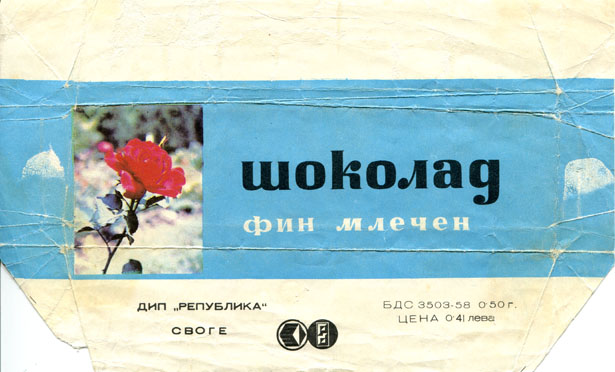 шоколад
фин млечен
ДИП „РЕПУБЛИКА“
СВОГЕ
БДС 3503-58 0·50 г.
ЦЕНА 0·41 лева